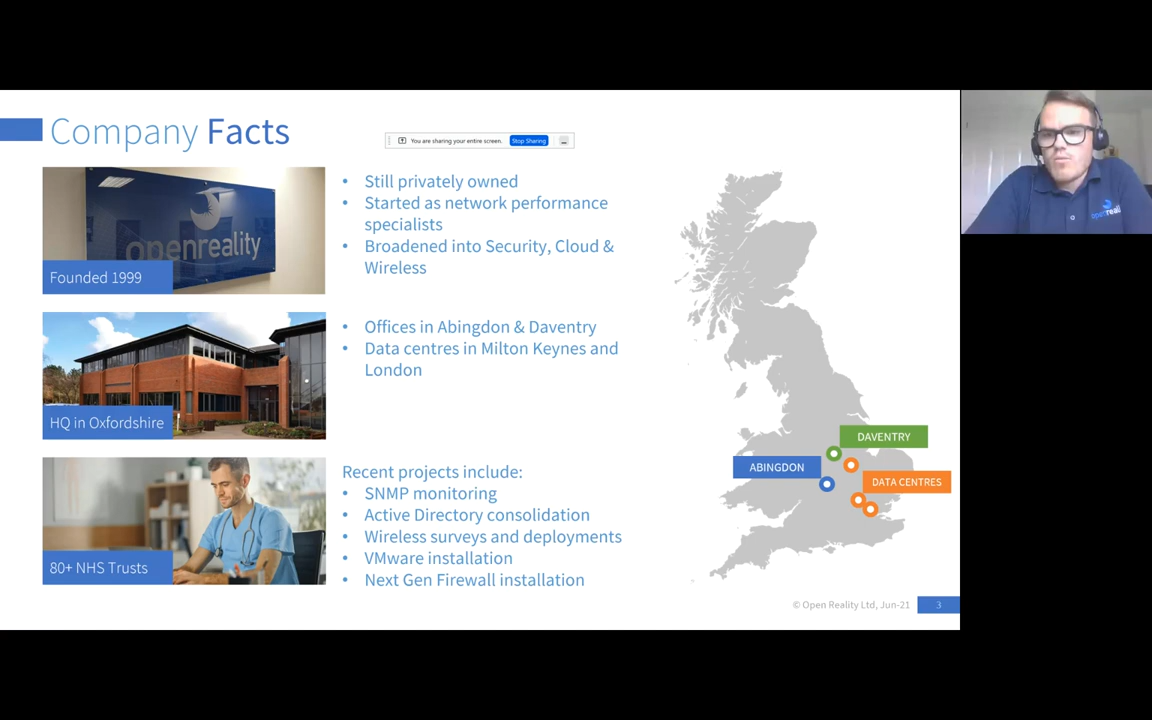 Company Facts
You are sharing your entire screen. Stop Sharing
openreality
Founded 1999
• Still privately owned
• Started as network performance
specialists
• Broadened into Security, Cloud &
Wireless
HQ in Oxfordshire
• Offices in Abingdon & Daventry
• Data centres in Milton Keynes and
London
80+ NHS Trusts
Recent projects include:
• SNMP monitoring
• Active Directory consolidation
• Wireless surveys and deployments
• VMware installation
• Next Gen Firewall installation
DAVENTRY
ABINGDON
DATA CENTRES
© Open Reality Ltd, Jun-21
3